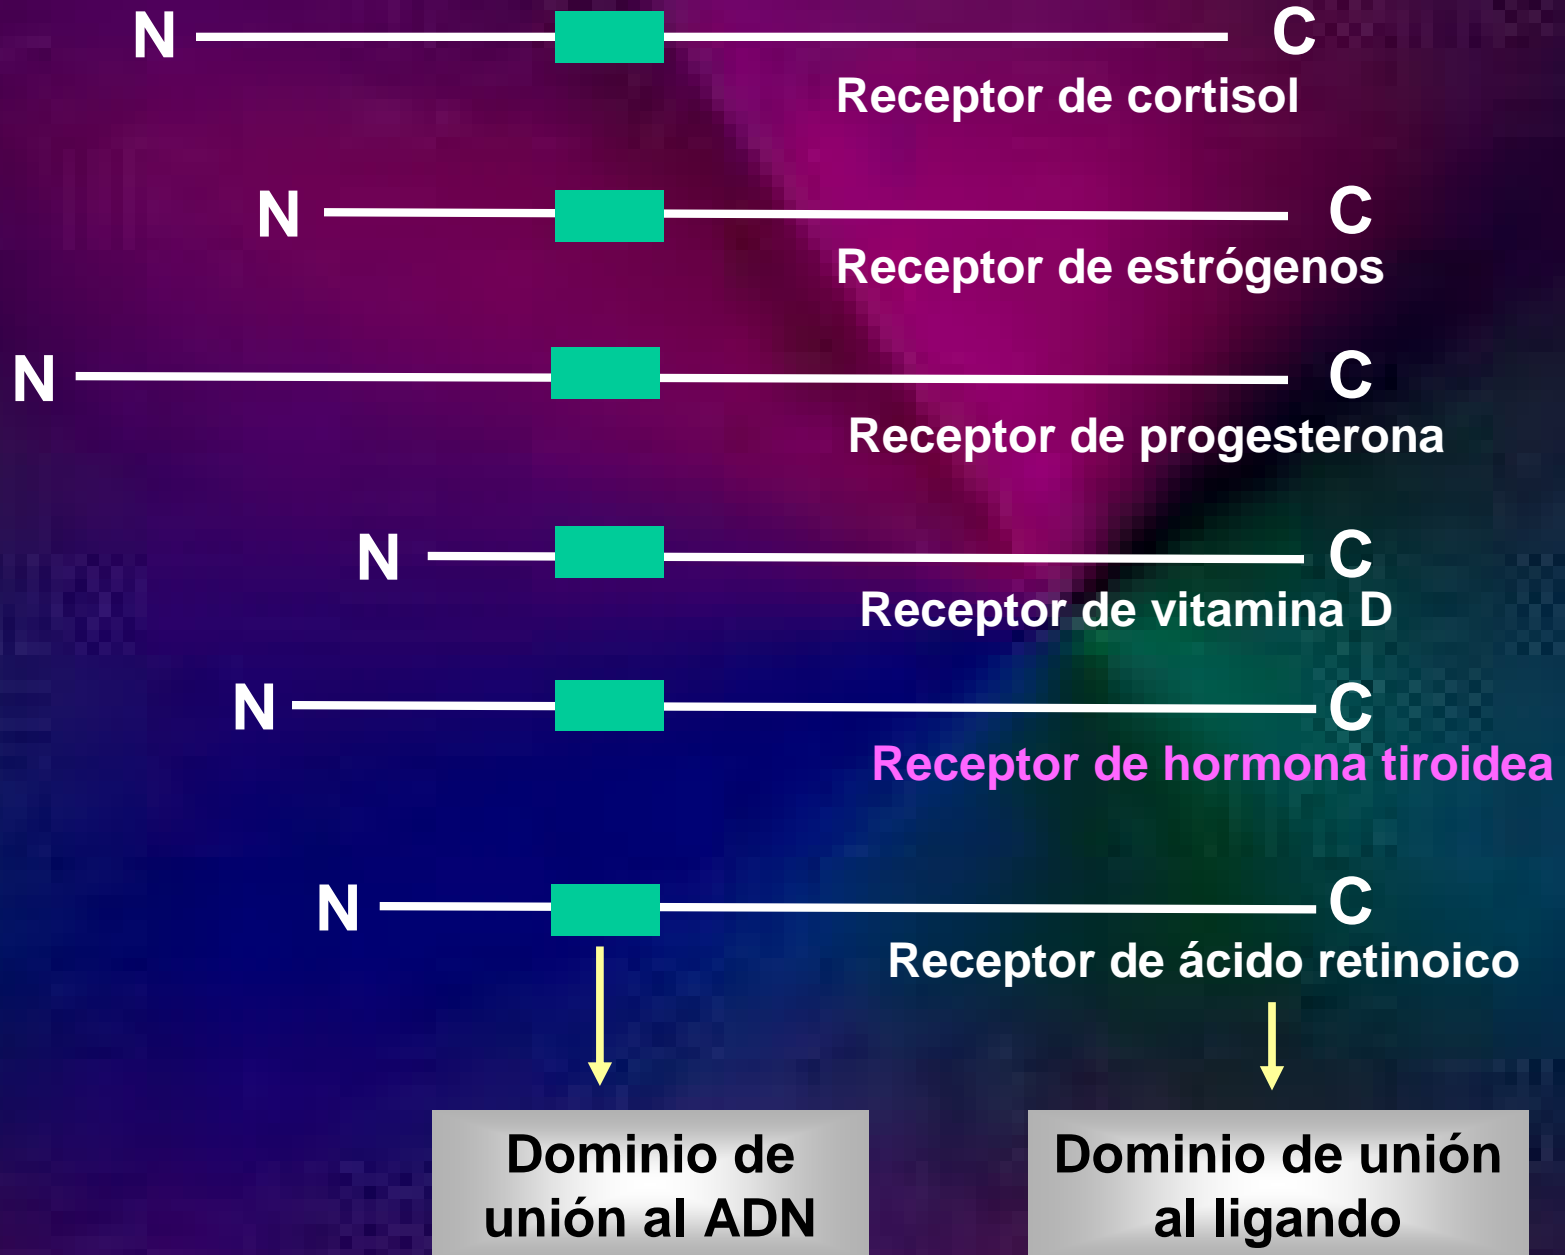 N C
Receptor de cortisol
N C
Receptor de estrógenos
N C
Receptor de progesterona
N C
Receptor de vitamina D
N C
Receptor de hormona tiroidea
N C
Receptor de ácido retinoico
Dominio de
unión al ADN
Dominio de unión
al ligando